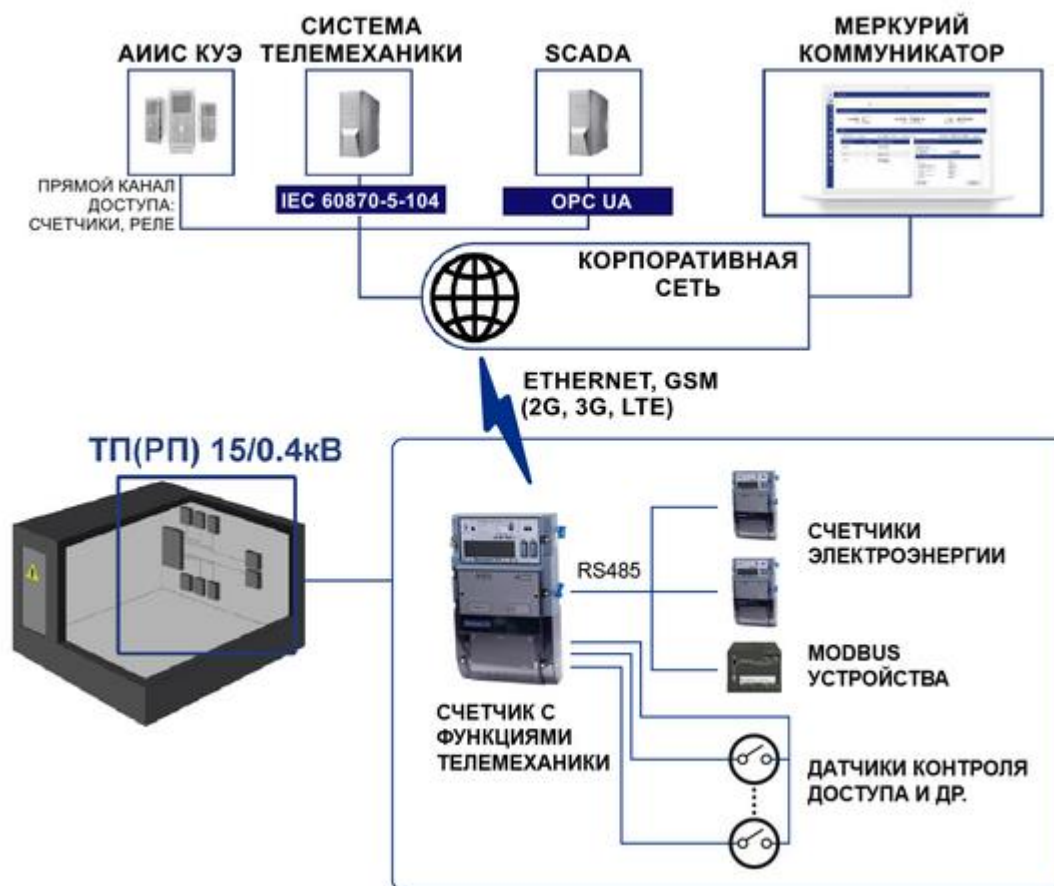 АИИС КУЭ
СИСТЕМА
ТЕЛЕМЕХАНИКИ
SCADA
МЕРКУРИЙ
КОММУНИКАТОР
ПРЯМОЙ КАНАЛ
ДОСТУПА:
СЧЕТЧИКИ, РЕЛЕ
IEC 60870-5-104
OPC UA
КОРПОРАТИВНАЯ
СЕТЬ
ETHERNET, GSM
(2G, 3G, LTE)
ТП(РП) 15/0.4кВ
RS485
СЧЕТЧИКИ
ЭЛЕКТРОЭНЕРГИИ
MODBUS
УСТРОЙСТВА
СЧЕТЧИК С
ФУНКЦИЯМИ
ТЕЛЕМЕХАНИКИ
ДАТЧИКИ КОНТРОЛЯ
ДОСТУПА И ДР.